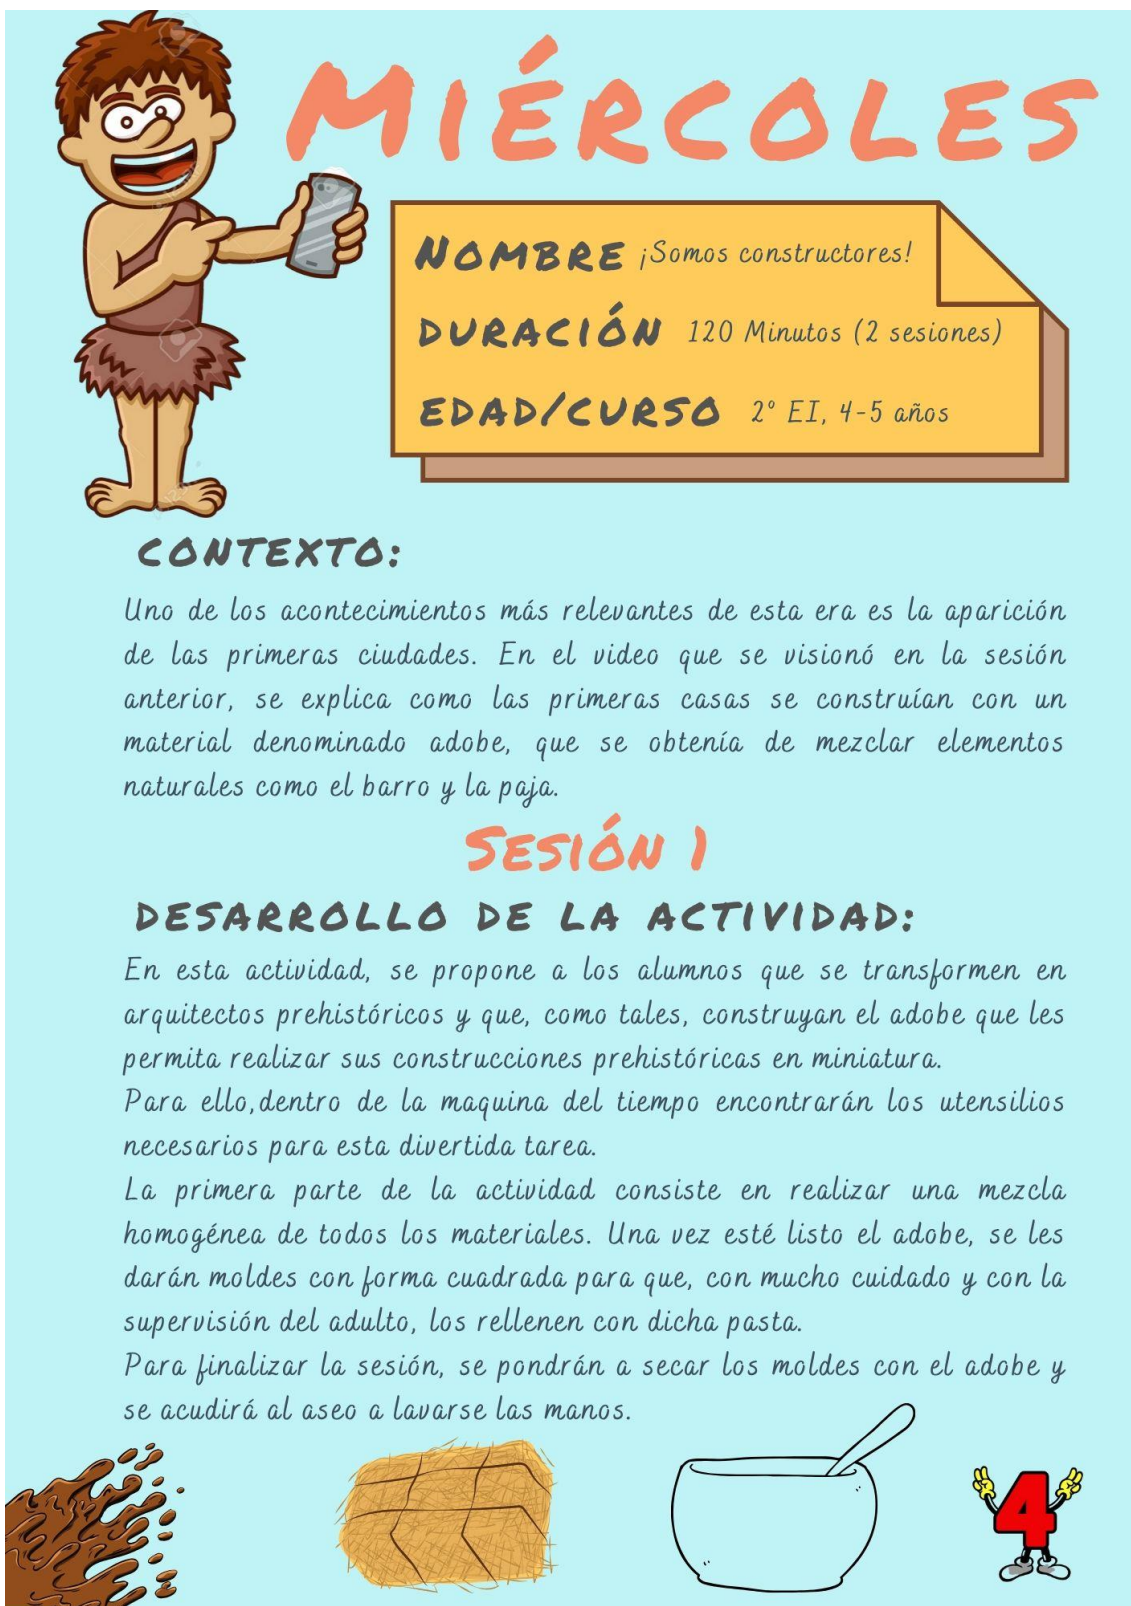 MIÉRCOLES
NOMBRE ¡Somos constructores!
DURACIÓN 120 Minutos (2 sesiones)
EDAD/CURSO 2º EI, 4-5 años
CONTEXTO:
Uno de los acontecimientos más relevantes de esta era es la aparición
de las primeras ciudades. En el video que se visionó en la sesión
anterior, se explica como las primeras casas se construían con un
material denominado adobe, que se obtenía de mezclar elementos
naturales como el barro y la paja.
SESIÓN 1
DESARROLLO DE LA ACTIVIDAD:
En esta actividad, se propone a los alumnos que se transformen en
arquitectos prehistóricos y que, como tales, construyan el adobe que les
permita realizar sus construcciones prehistóricas en miniatura.
Para ello,dentro de la maquina del tiempo encontrarán los utensilios
necesarios para esta divertida tarea.
La primera parte de la actividad consiste en realizar una mezcla
homogénea de todos los materiales. Una vez esté listo el adobe, se les
darán moldes con forma cuadrada para que, con mucho cuidado y con la
supervisión del adulto, los rellenen con dicha pasta.
Para finalizar la sesión, se pondrán a secar los moldes con el adobe y
se acudirá al aseo a lavarse las manos.
4